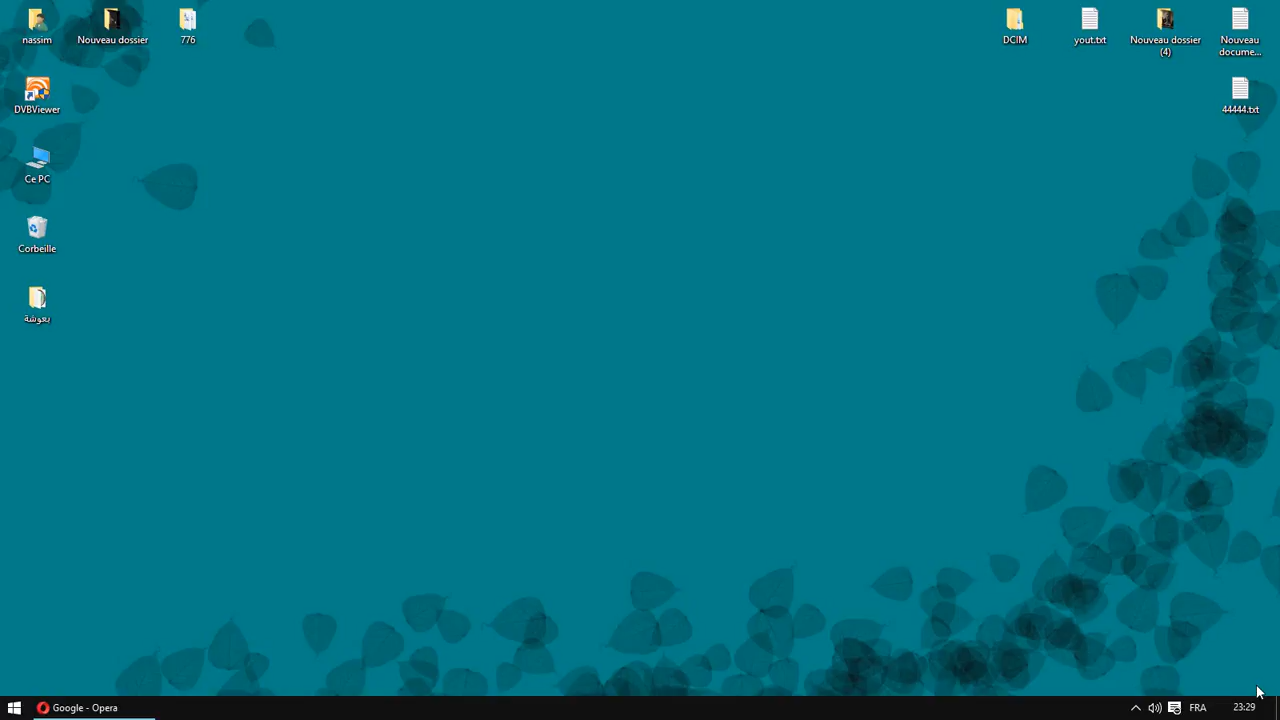 nassim
Nouveau dossier
776
DCIM
yout.txt
Nouveau dossier
(4)
Nouveau
docume...
DVBViewer
44444.txt
Ce PC
Corbeille
بعوشة
Google - Opera
FRA
23:29